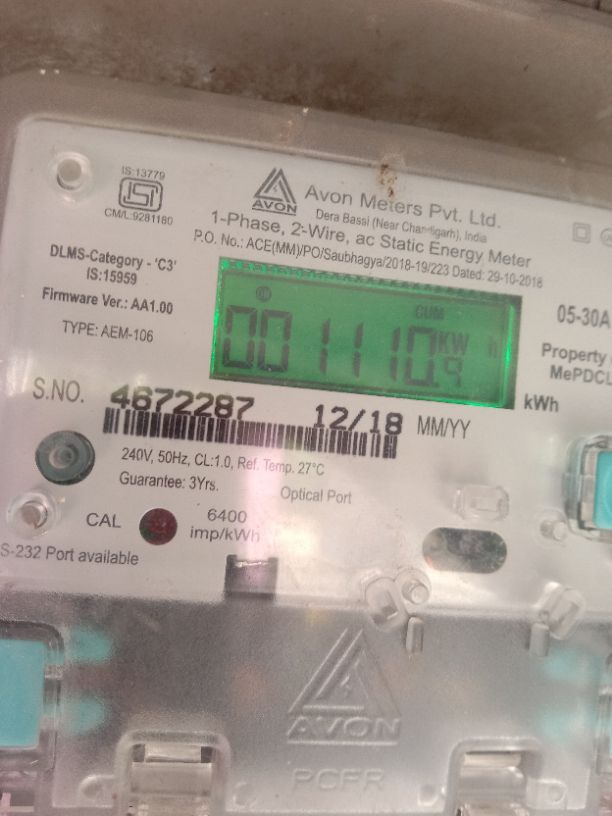 IS:13779
ISI
CM/L:9281180
AVON
Avon Meters Pvt. Ltd.
Dera Bassi (Near Chandigarh), India
1-Phase, 2-Wire, ac Static Energy Meter
P.O. No.: ACE(MM)/PO/Saubhagya/2018-19/223 Dated: 29-10-2018
DLMS-Category - 'C3'
IS:15959
Firmware Ver.: AA1.00
TYPE: AEM-106
CUM
001110.9 KW h
05-30A
Property
MePDCL
kWh
S.NO. 4672287 12/18 MM/YY
240V, 50Hz, CL:1.0, Ref. Temp. 27°C
Guarantee: 3Yrs.
Optical Port
CAL
6400
imp/kWh
S-232 Port available
AVON